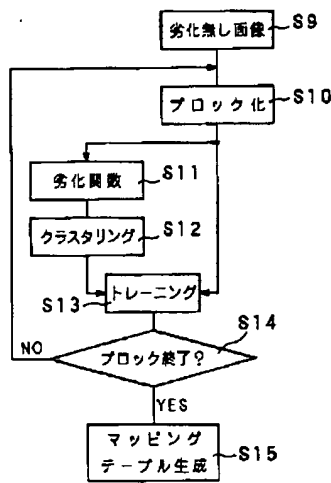 劣化無し画像
S9
ブロック化
S10
劣化関数
S11
クラスタリング
S12
トレーニング
S13
ブロック終了?
S14
NO
YES
マッピング
テーブル生成
S15